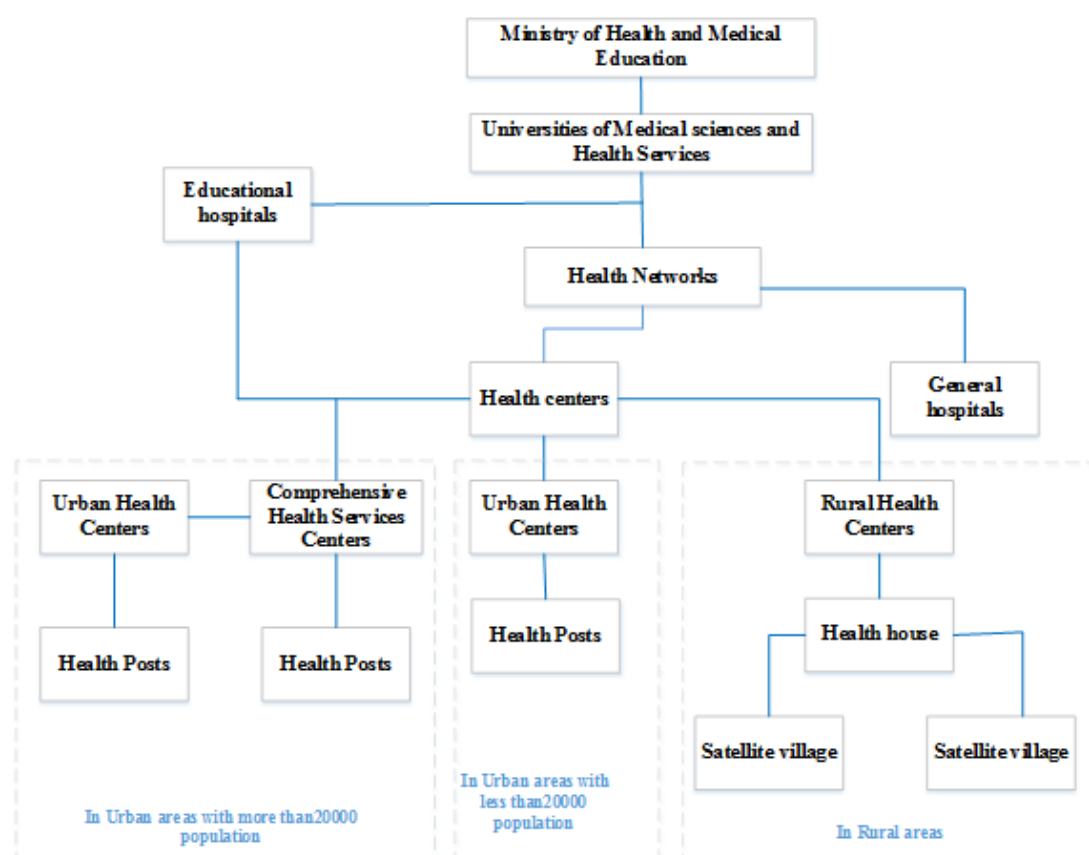 Ministry of Health and Medical
Education
Universities of Medical sciences and
Health Services
Educational
hospitals
Health Networks
Health centers
General
hospitals
Urban Health
Centers
Comprehensive
Health Services
Centers
Urban Health
Centers
Rural Health
Centers
Health Posts
Health Posts
Health Posts
Health house
Satellite village
Satellite village
In Urban areas with more than20000
population
In Urban areas with
less than20000
population
In Rural areas